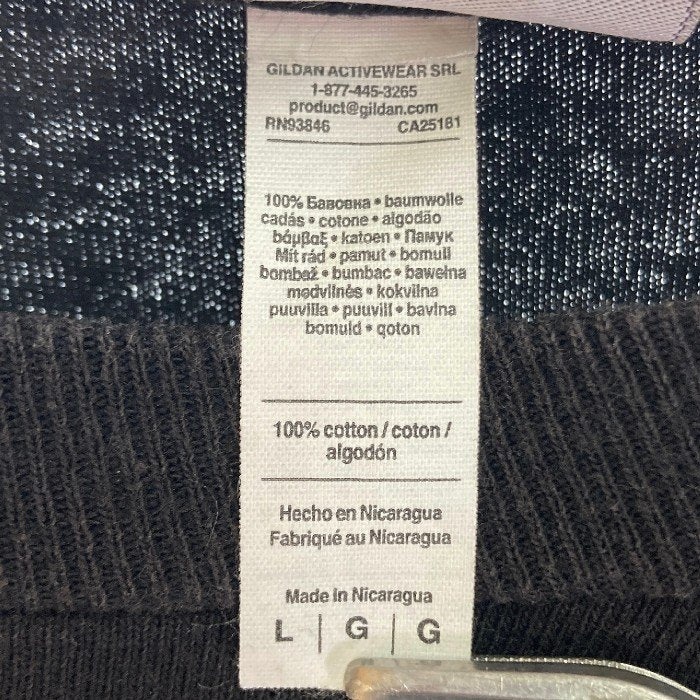 GILDAN ACTIVEWEAR SRL
1-877-445-3265
product@gildan.com
RN93846 CA25181
100% Бавовна • baumwolle
cadás • cotone • algodão
βάμβαξ • katoen • Памук
Mít rád • pamut • bomull
bombaž • bumbac • bawełna
medvilnės • kokvilna
puuvilla • puuvill • bavlna
bomuld • qoton
100% cotton / coton /
algodón
Hecho en Nicaragua
Fabriqué au Nicaragua
Made In Nicaragua
L | G | G